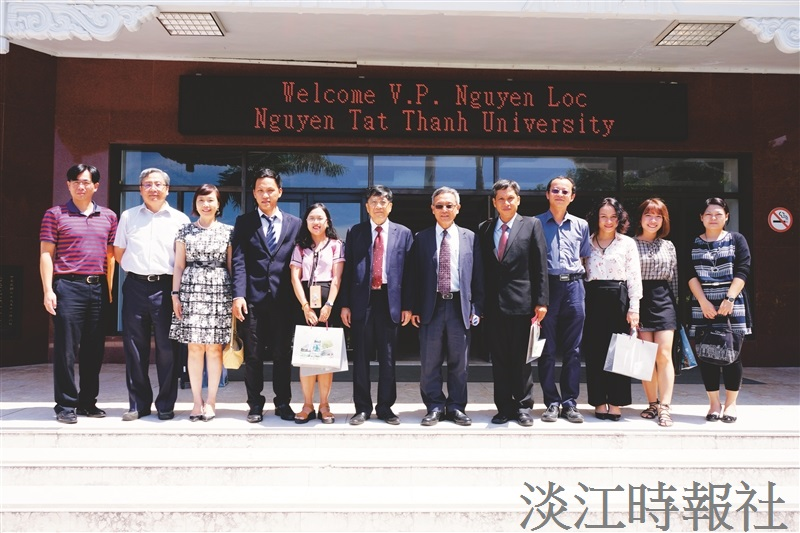 Welcome V.P. Nguyen Loc
Nguyen Tat Thanh University
淡江時報社